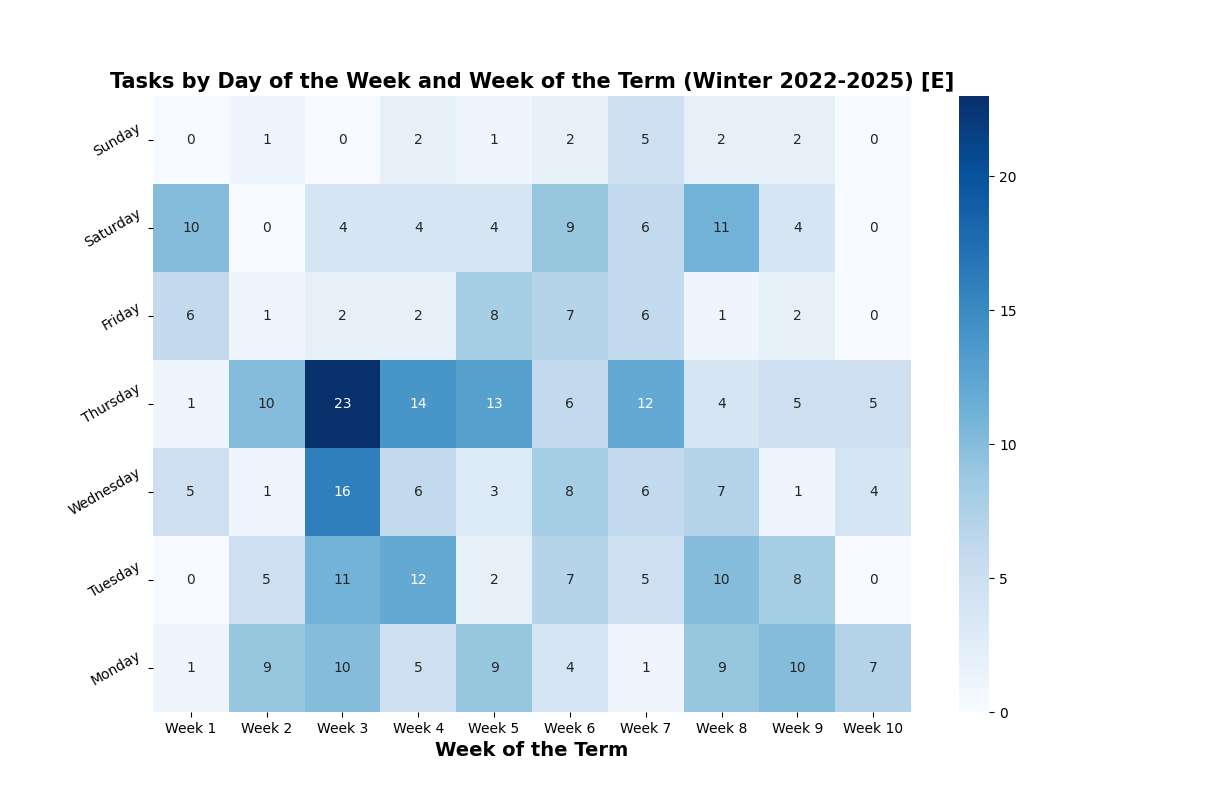 Tasks by Day of the Week and Week of the Term (Winter 2022-2025) [E]
Sunday 0 1 0 2 1 2 5 2 2 0
Saturday 10 0 4 4 4 9 6 11 4 0
Friday 6 1 2 2 8 7 6 1 2 0
Thursday 1 10 23 14 13 6 12 4 5 5
Wednesday 5 1 16 6 3 8 6 7 1 4
Tuesday 0 5 11 12 2 7 5 10 8 0
Monday 1 9 10 5 9 4 1 9 10 7
Week 1 Week 2 Week 3 Week 4 Week 5 Week 6 Week 7 Week 8 Week 9 Week 10
Week of the Term
20
15
10
5
0